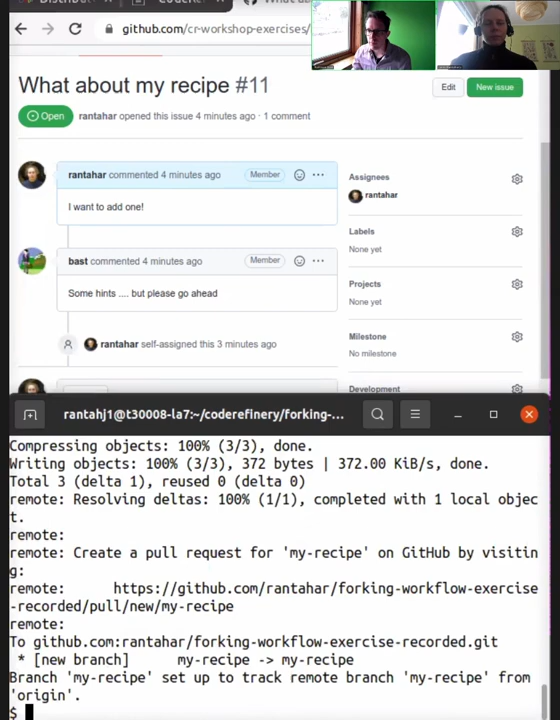 github.com/cr-workshop-exercises/
What about my recipe #11
Edit
New issue
Open
rantahar opened this issue 4 minutes ago · 1 comment
rantahar commented 4 minutes ago
Member
I want to add one!
bast commented 4 minutes ago
Member
Some hints .... but please go ahead
rantahar self-assigned this 3 minutes ago
Assignees
rantahar
Labels
None yet
Projects
None yet
Milestone
No milestone
Development
rantahj1@t30008-la7:~/coderefinery/forking-...
Compressing objects: 100% (3/3), done.
Writing objects: 100% (3/3), 372 bytes | 372.00 KiB/s, done.
Total 3 (delta 1), reused 0 (delta 0)
remote: Resolving deltas: 100% (1/1), completed with 1 local objec
t.
remote:
remote: Create a pull request for 'my-recipe' on GitHub by visitin
g:
remote:      https://github.com/rantahar/forking-workflow-exercise
-recorded/pull/new/my-recipe
remote:
To github.com:rantahar/forking-workflow-exercise-recorded.git
 * [new branch]      my-recipe -> my-recipe
Branch 'my-recipe' set up to track remote branch 'my-recipe' from
'origin'.
$